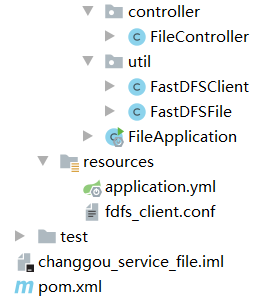 controller
FileController
util
FastDFSClient
FastDFSFile
FileApplication
resources
application.yml
fdfs_client.conf
test
changgou_service_file.iml
pom.xml